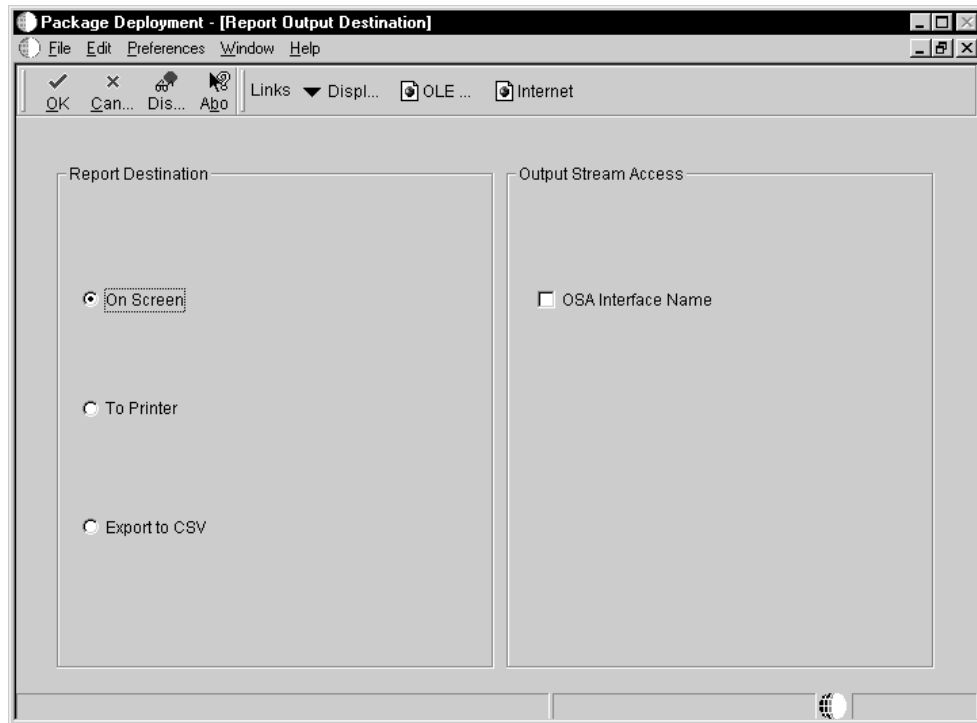 Package Deployment - [Report Output Destination]
File Edit Preferences Window Help
OK Can... Dis... Abo Links Displ... OLE ... Internet
Report Destination
Output Stream Access
On Screen
OSA Interface Name
To Printer
Export to CSV